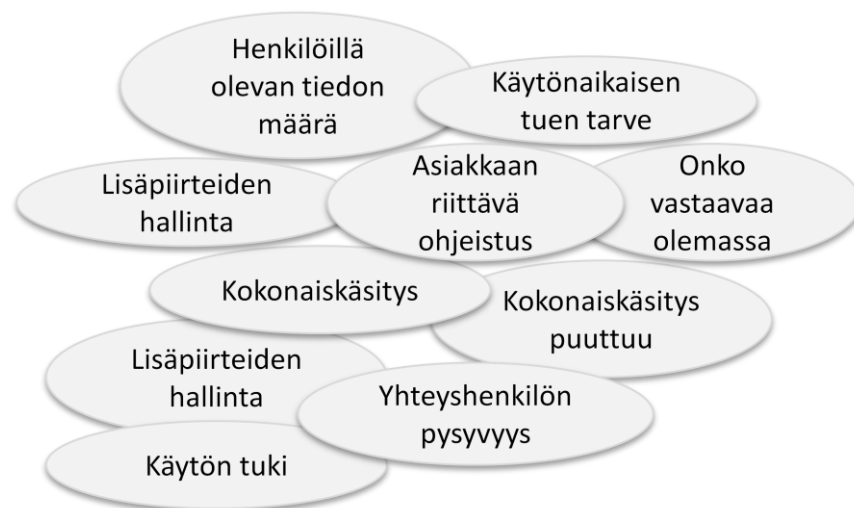 Henkilöillä
olevan tiedon
määrä
Käytönaikaisen
tuen tarve
Lisäpiirteiden
hallinta
Asiakkaan
riittävä
ohjeistus
Onko
vastaavaa
olemassa
Kokonaiskäsitys
Kokonaiskäsitys
puuttuu
Lisäpiirteiden
hallinta
Yhteyshenkilön
pysyvyys
Käytön tuki